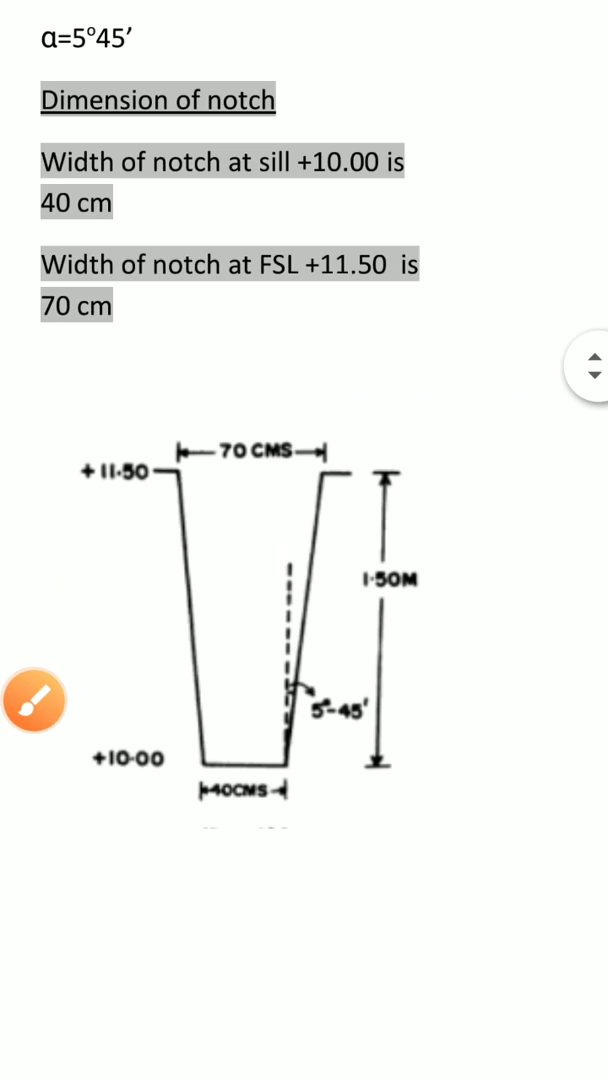 α=5°45’
Dimension of notch
Width of notch at sill +10.00 is
40 cm
Width of notch at FSL +11.50 is
70 cm
70 CMS
+11·50
1·50M
5°-45'
+10·00
40CMS